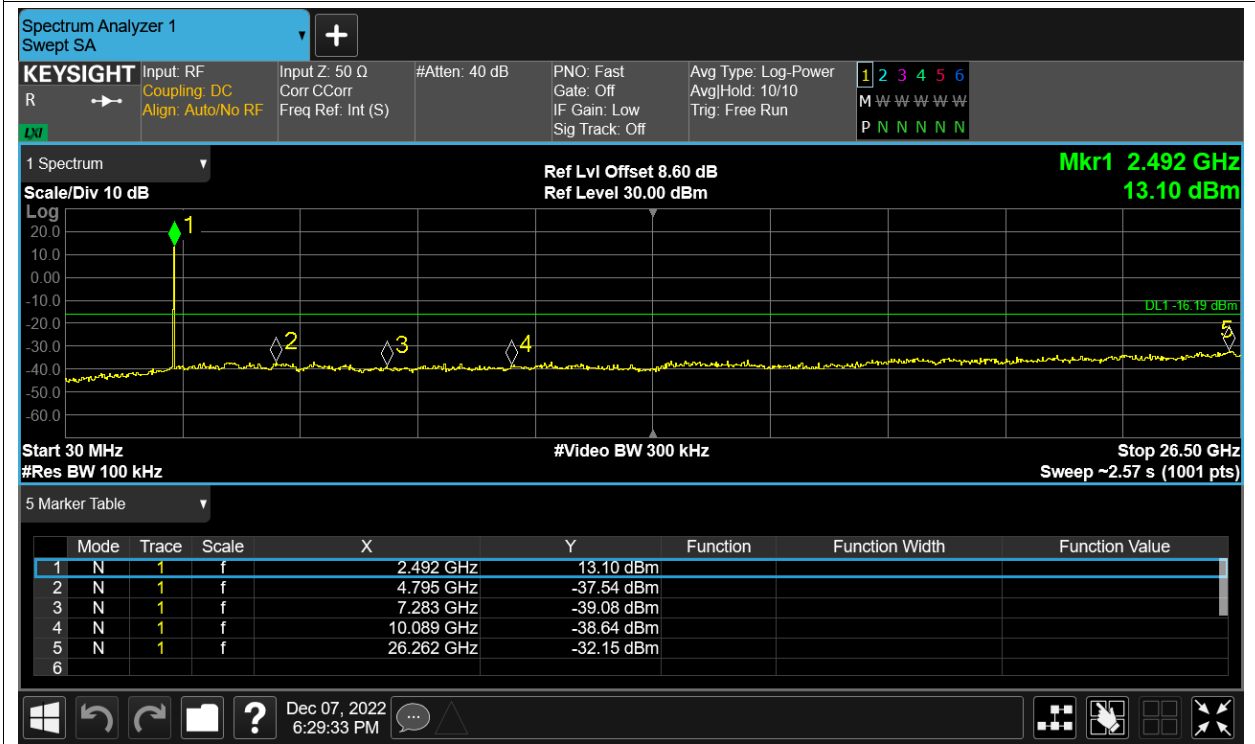 Spectrum Analyzer 1
Swept SA
+
KEYSIGHT
R
LXI
Input: RF
Coupling: DC
Align: Auto/No RF
Input Z: 50 Ω
Corr CCorr
Freq Ref: Int (S)
#Atten: 40 dB
PNO: Fast
Gate: Off
IF Gain: Low
Sig Track: Off
Avg Type: Log-Power
Avg|Hold: 10/10
Trig: Free Run
1 2 3 4 5 6
M W W W W W
P N N N N N
1 Spectrum
Scale/Div 10 dB
Ref Lvl Offset 8.60 dB
Ref Level 30.00 dBm
Mkr1 2.492 GHz
13.10 dBm
Log
20.0
10.0
0.00
-10.0
-20.0
-30.0
-40.0
-50.0
-60.0
1
DL1 -16.19 dBm
2
3
4
5
Start 30 MHz
#Video BW 300 kHz
Stop 26.50 GHz
#Res BW 100 kHz
Sweep ~2.57 s (1001 pts)
5 Marker Table
Mode Trace Scale X Y Function Function Width Function Value
1 N 1 f 2.492 GHz 13.10 dBm
2 N 1 f 4.795 GHz -37.54 dBm
3 N 1 f 7.283 GHz -39.08 dBm
4 N 1 f 10.089 GHz -38.64 dBm
5 N 1 f 26.262 GHz -32.15 dBm
6
?
Dec 07, 2022
6:29:33 PM